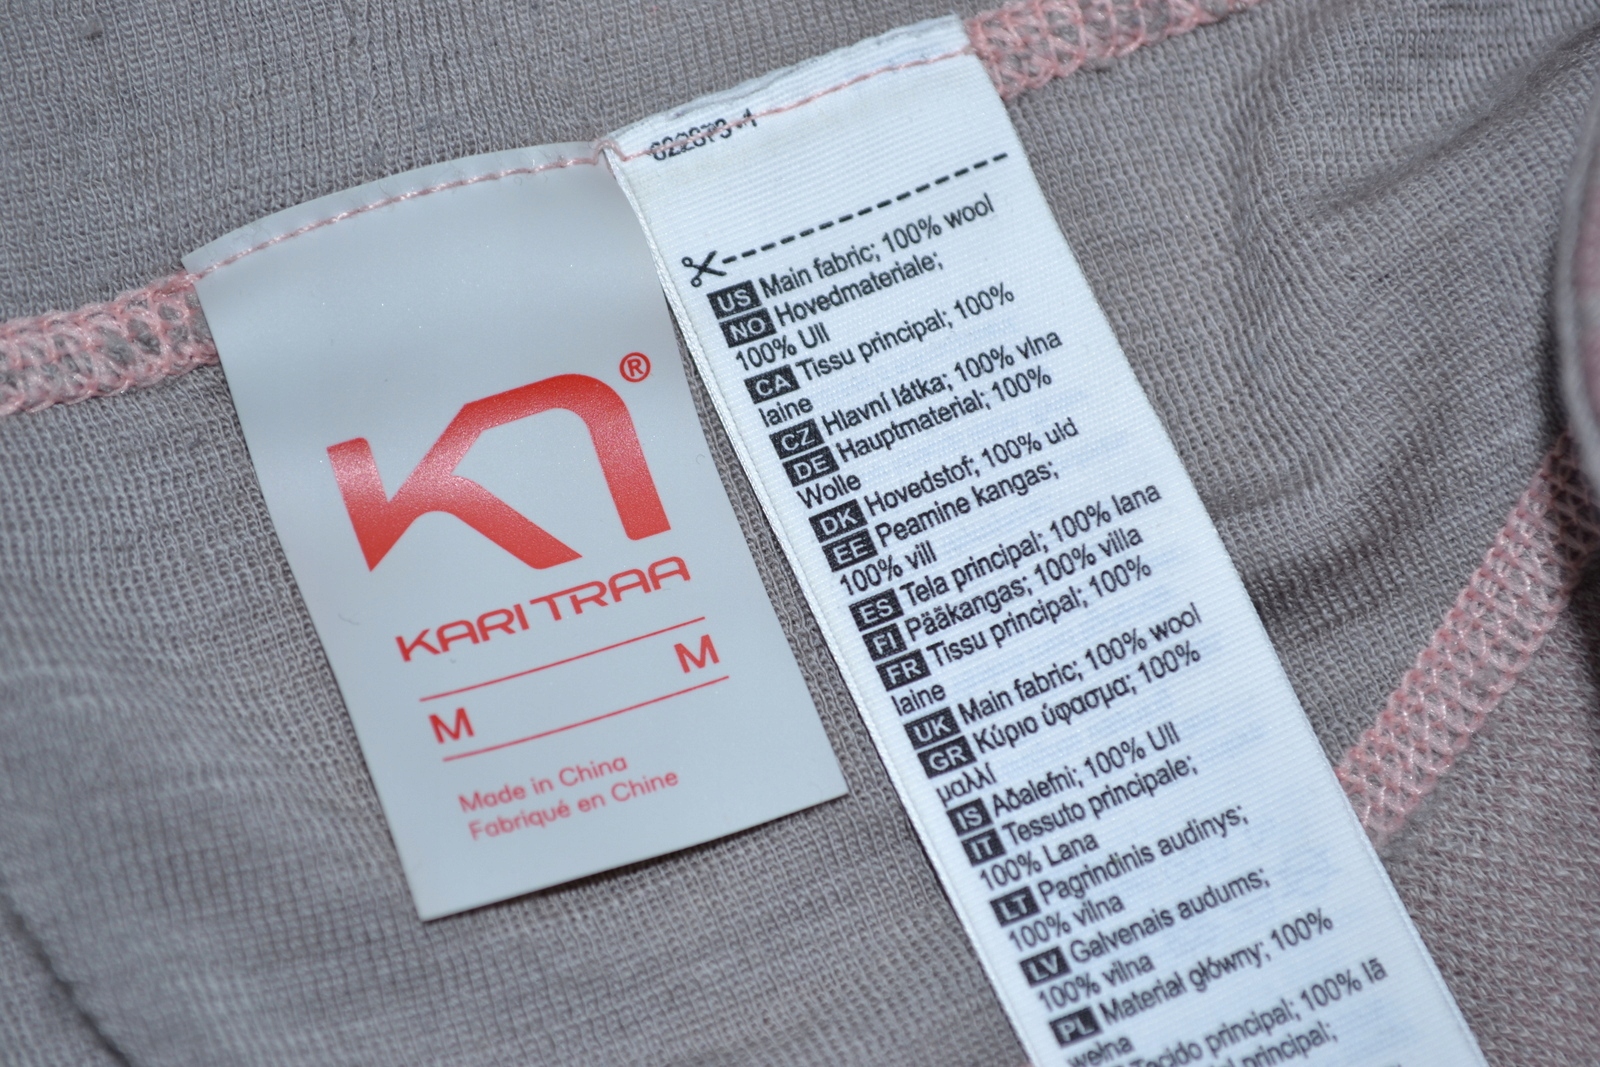 KARI TRAA
®
M
M
Made in China
Fabriqué en Chine
US Main fabric; 100% wool
NO Hovedmateriale;
100% Ull
CA Tissu principal; 100%
laine
CZ Hlavní látka; 100% vlna
DE Hauptmaterial; 100%
Wolle
DK Hovedstof; 100% uld
EE Peamine kangas;
100% vill
ES Tela principal; 100% lana
FI Pääkangas; 100% villa
FR Tissu principal; 100%
laine
UK Main fabric; 100% wool
GR Κύριο ύφασμα; 100%
μαλλί
IS Aðalefni; 100% Ull
IT Tessuto principale;
100% Lana
LT Pagrindinis audinys;
100% vilna
LV Galvenais audums;
100% vilna
PL Materiał główny; 100%
wełna
Tecido principal; 100% lã
principal;